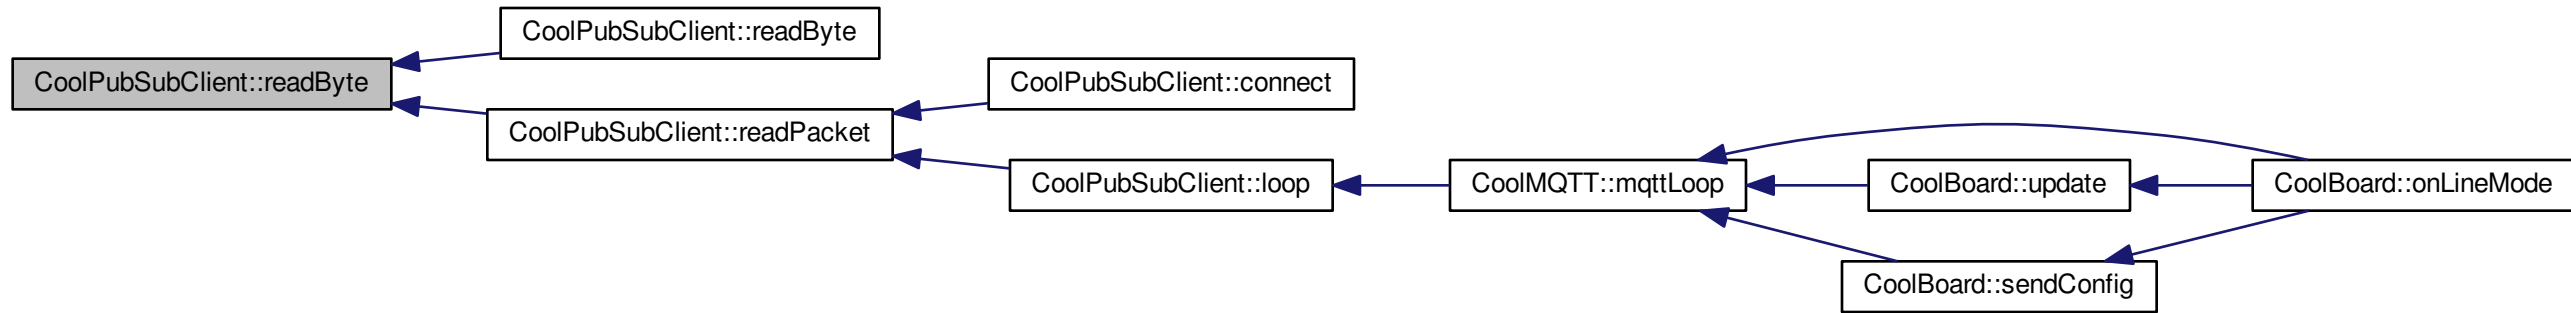 CoolPubSubClient::readByte
CoolPubSubClient::readByte
CoolPubSubClient::readPacket
CoolPubSubClient::connect
CoolPubSubClient::loop
CoolMQTT::mqttLoop
CoolBoard::update
CoolBoard::sendConfig
CoolBoard::onLineMode